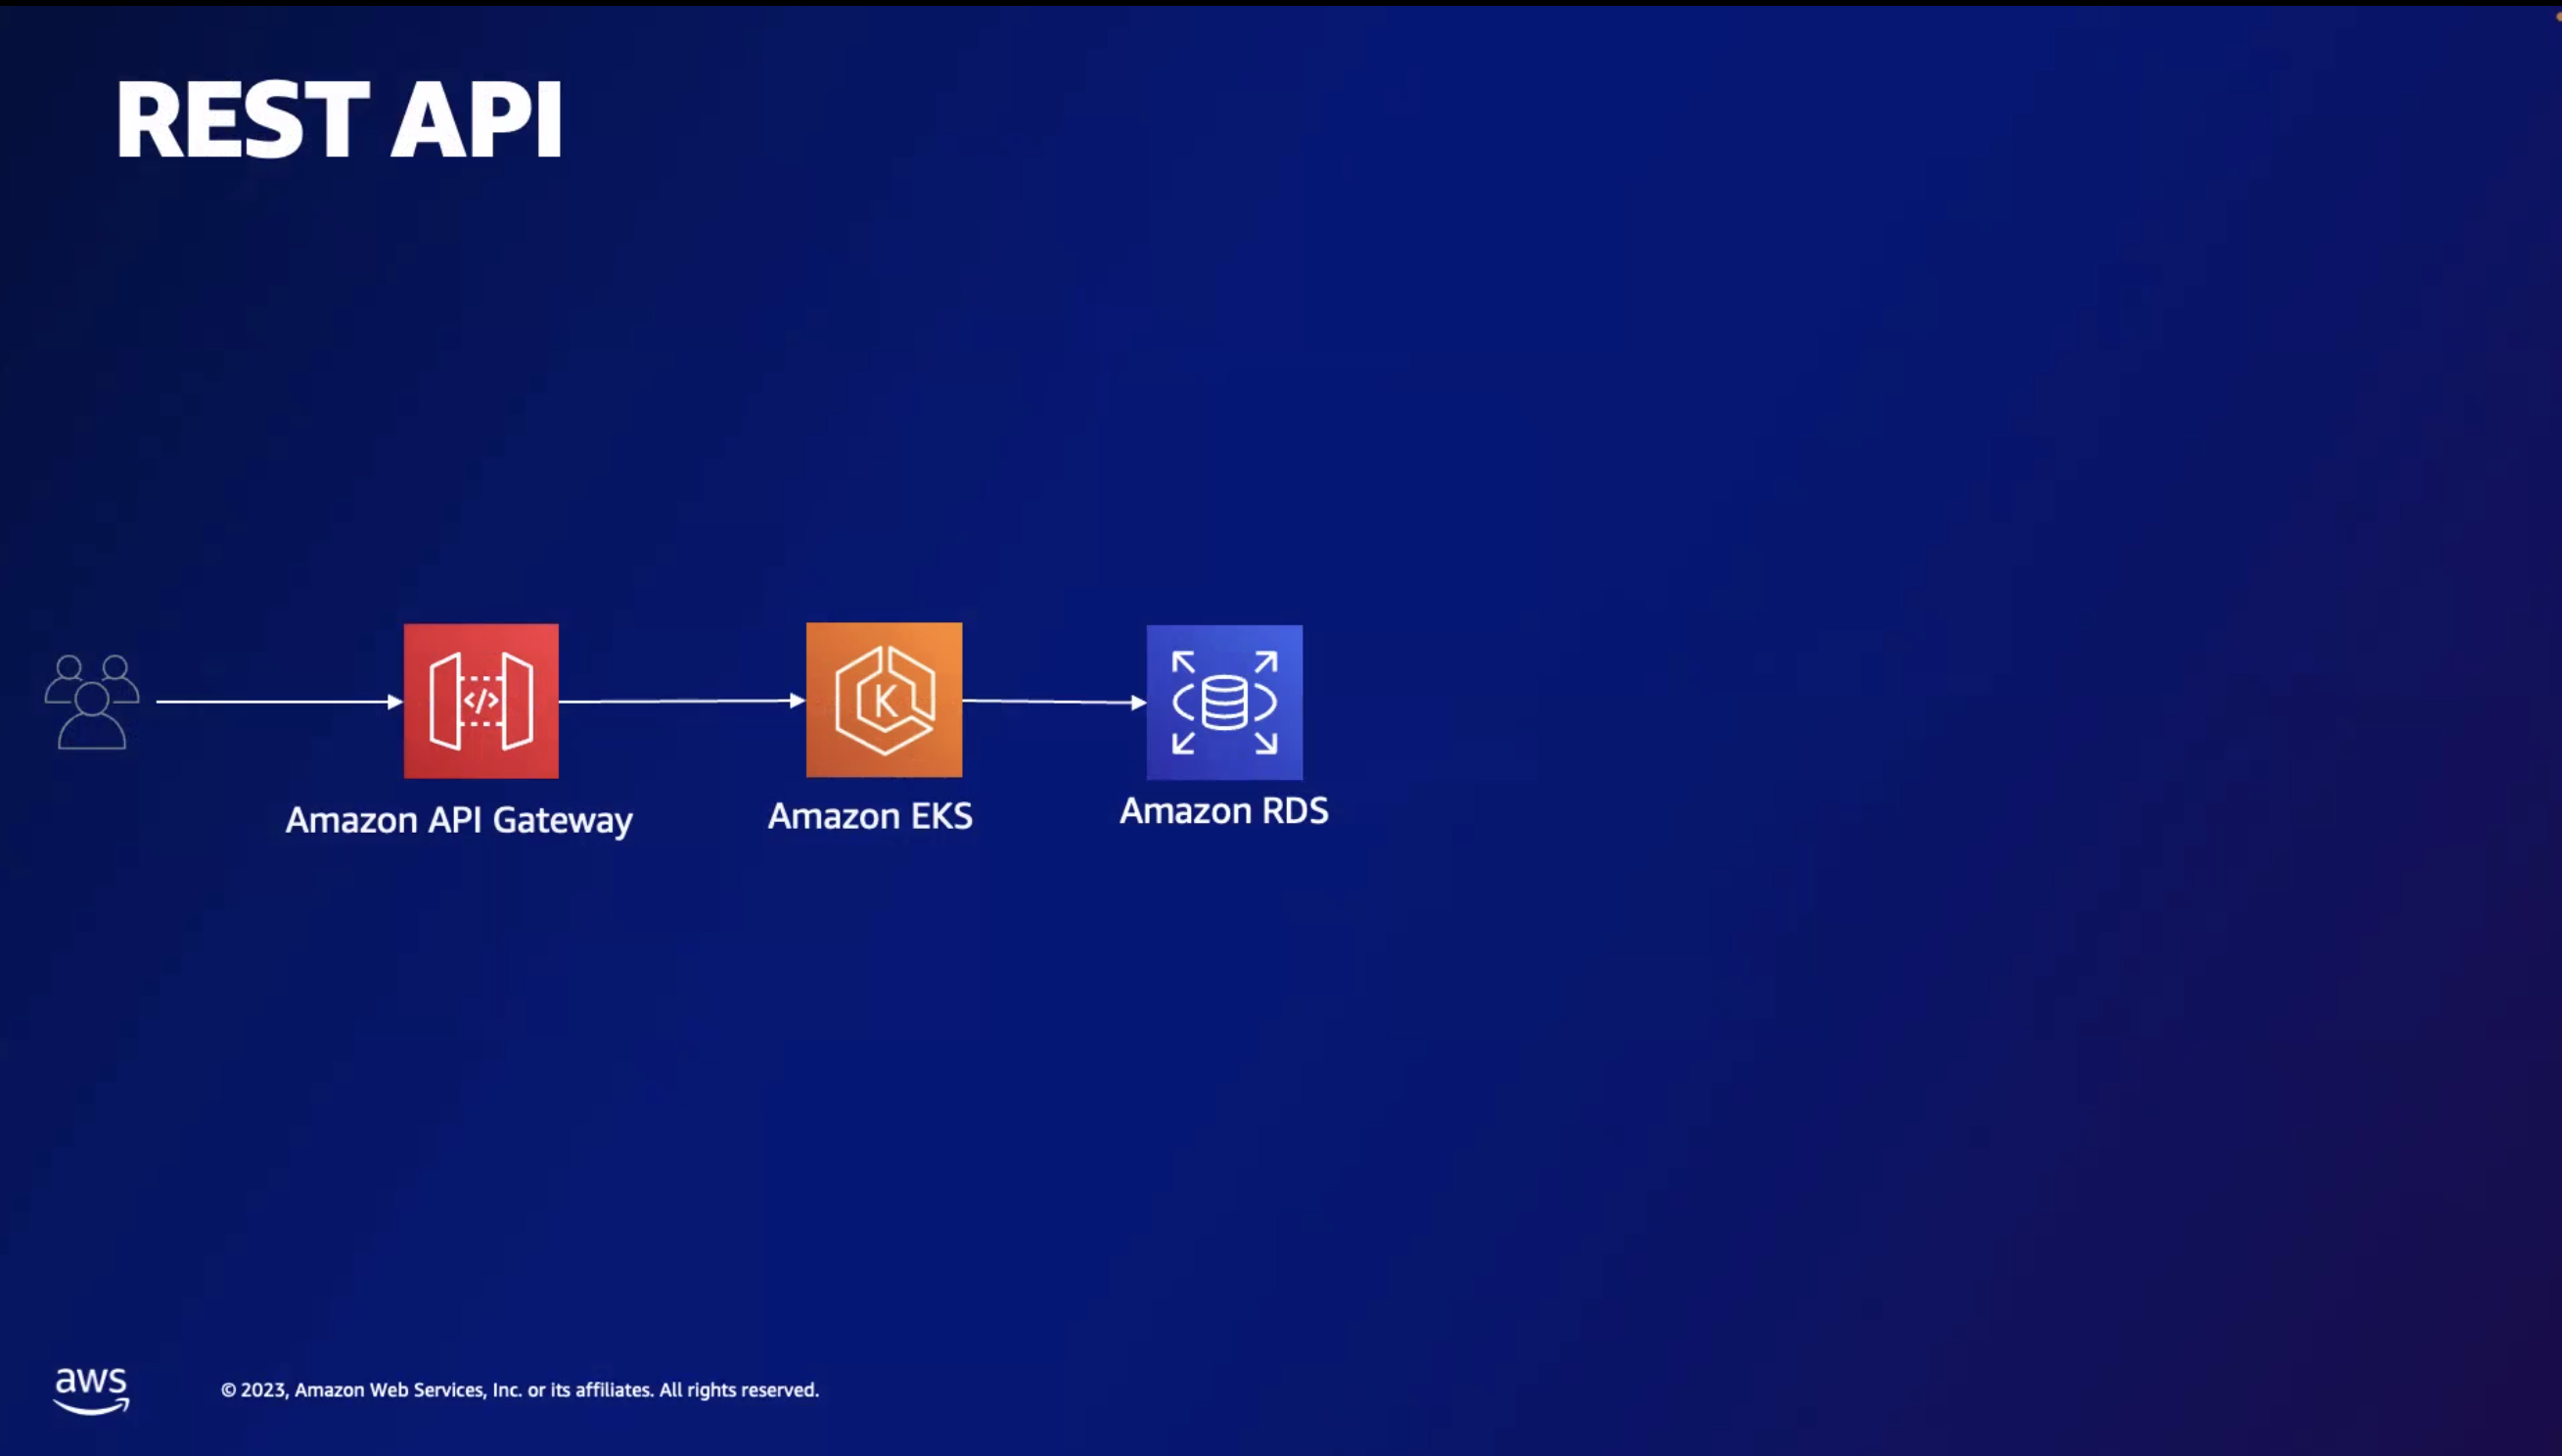 REST API
</>
K
Amazon API Gateway
Amazon EKS
Amazon RDS
aws
© 2023, Amazon Web Services, Inc. or its affiliates. All rights reserved.